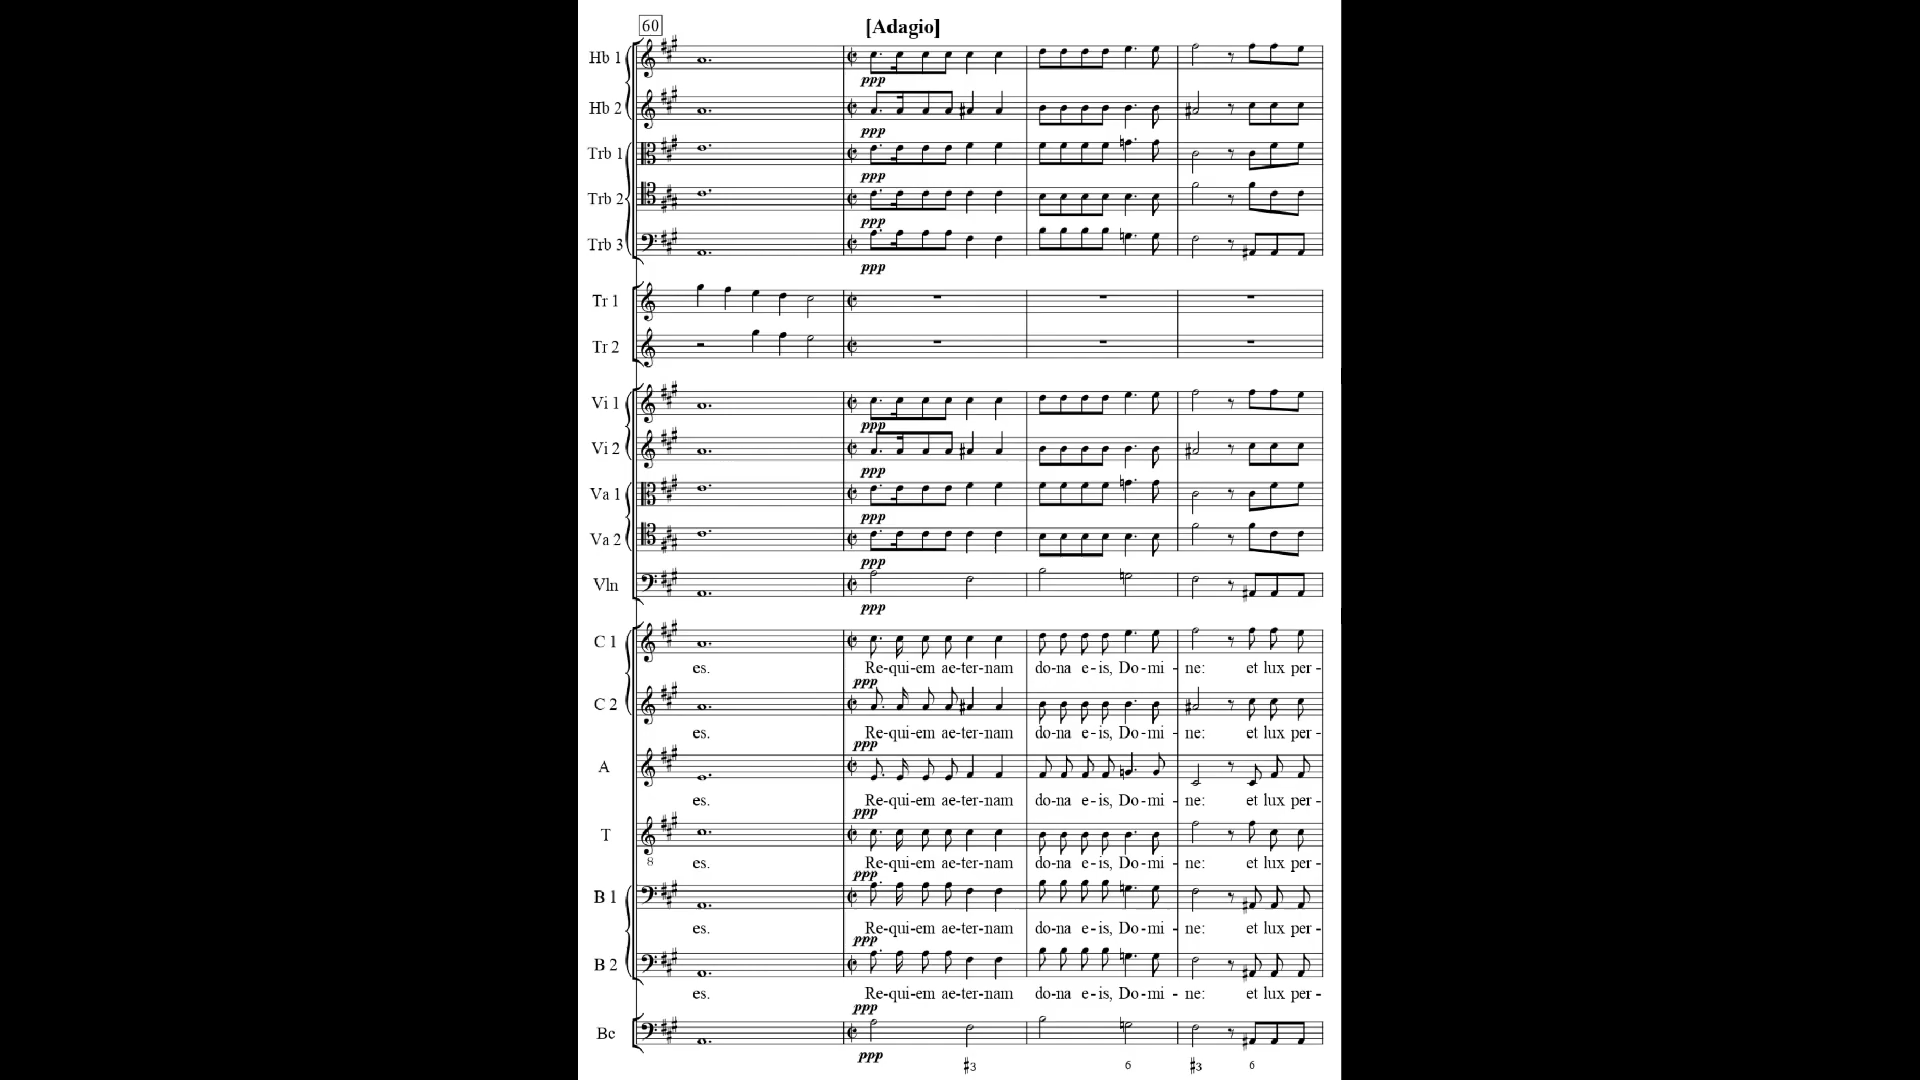 60
[Adagio]
Hb 1
ppp
Hb 2
ppp
Trb 1
ppp
Trb 2
ppp
Trb 3
ppp
Tr 1
Tr 2
Vi 1
ppp
Vi 2
ppp
Va 1
ppp
Va 2
ppp
Vln
ppp
C 1
es. Re-qui-em ae-ter-nam do-na e-is, Do-mi - ne: et lux per-
ppp
C 2
es. Re-qui-em ae-ter-nam do-na e-is, Do-mi - ne: et lux per-
ppp
A
es. Re-qui-em ae-ter-nam do-na e-is, Do-mi - ne: et lux per-
ppp
T
8
es. Re-qui-em ae-ter-nam do-na e-is, Do-mi - ne: et lux per-
ppp
B 1
es. Re-qui-em ae-ter-nam do-na e-is, Do-mi - ne: et lux per-
ppp
B 2
es. Re-qui-em ae-ter-nam do-na e-is, Do-mi - ne: et lux per-
ppp
Bc
ppp
♯3 6 ♯3 6